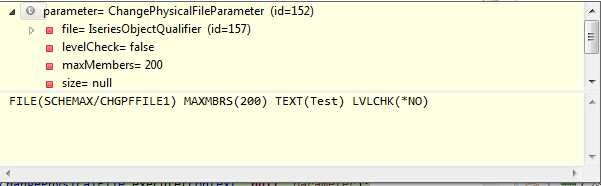 parameter= ChangePhysicalFileParameter (id=152)
file= IseriesObjectQualifier (id=157)
levelCheck= false
maxMembers= 200
size= null
FILE(SCHEMAX/CHGPFFILE1) MAXMBRS(200) TEXT(Test) LVLCHK(*NO)